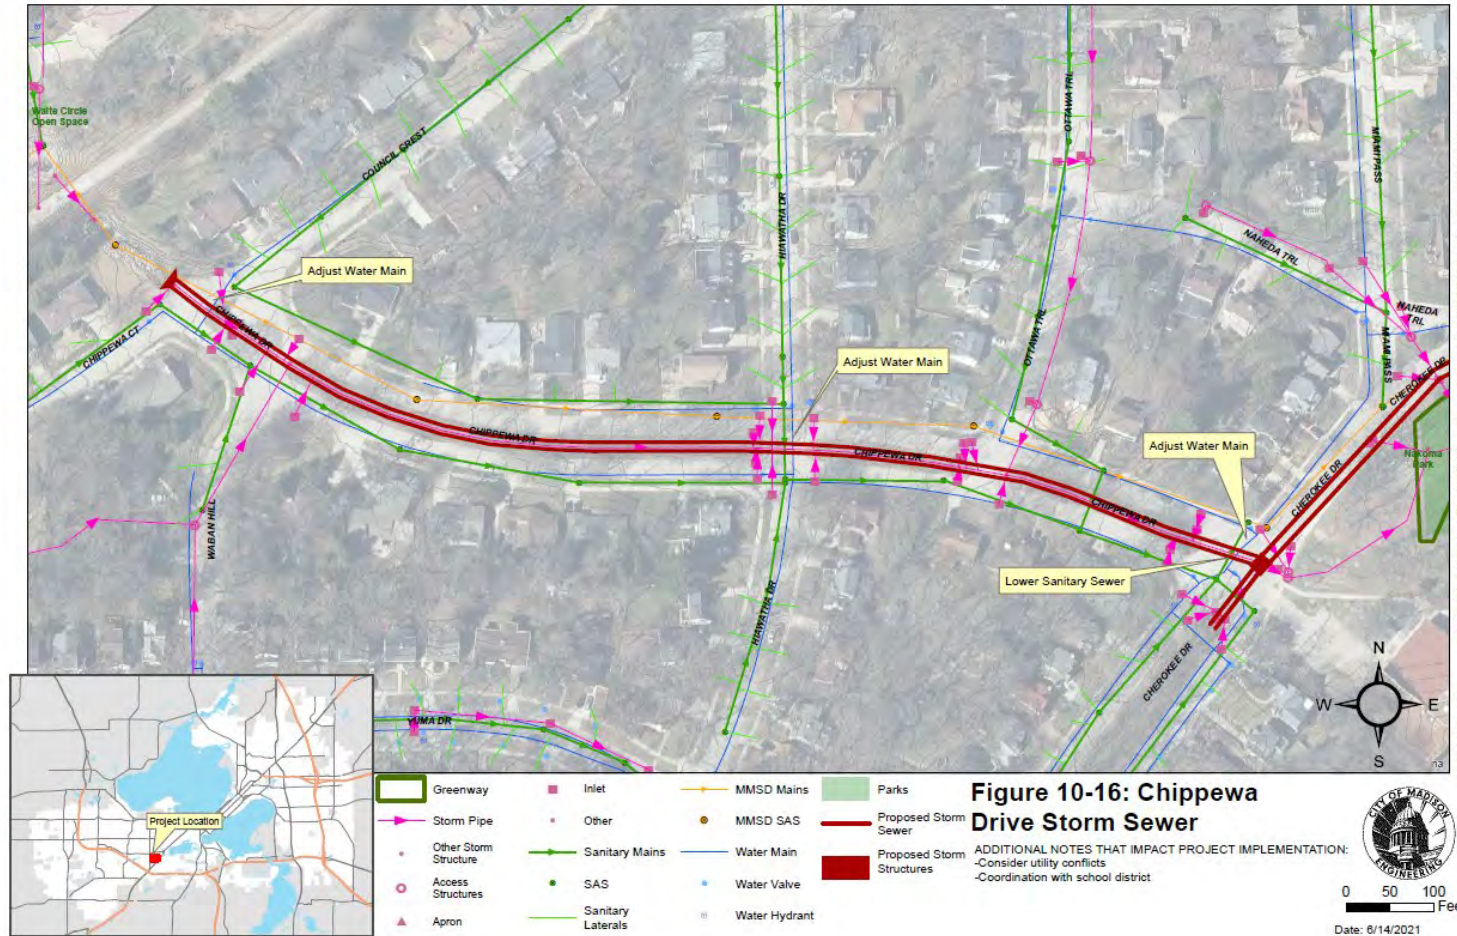 Waite Circle
Open Space
COUNCIL CREST
HIAWATHA DR
OTTAWA TRL
MIAMI PASS
NAHEDA TRL
NAHEDA
TRL
Adjust Water Main
CHIPPEWA DR
CHIPPEWA CT
OTTAWA TRL
MIAMI PASS
Adjust Water Main
CHEROKEE DR
CHIPPEWA DR
CHIPPEWA DR
Adjust Water Main
Nakoma
Park
CHEROKEE DR
WABAN HILL
CHIPPEWA DR
Lower Sanitary Sewer
HIAWATHA DR
CHEROKEE DR
YUMA DR
N
W
E
S
na
Project Location
Greenway
Storm Pipe
Other Storm
Structure
Access
Structures
Apron
Inlet
Other
Sanitary Mains
SAS
Sanitary
Laterals
MMSD Mains
MMSD SAS
Water Main
Water Valve
Water Hydrant
Parks
Proposed Storm
Sewer
Proposed Storm
Structures
Figure 10-16: Chippewa
Drive Storm Sewer
ADDITIONAL NOTES THAT IMPACT PROJECT IMPLEMENTATION:
-Consider utility conflicts
-Coordination with school district
CITY OF MADISON
ENGINEERING
0 50 100
Fee
Date: 6/14/2021